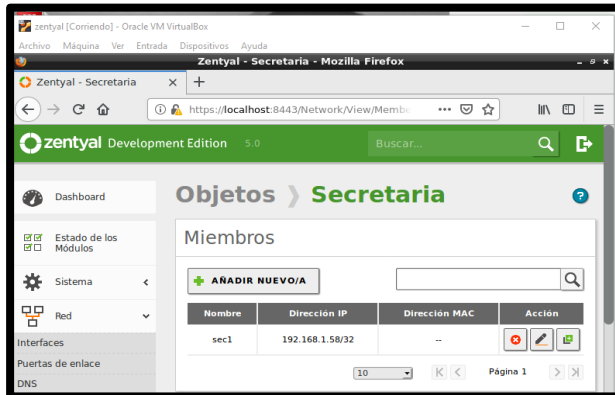 zentyal [Corriendo] - Oracle VM VirtualBox
Archivo Máquina Ver Entrada Dispositivos Ayuda
Zentyal - Secretaria - Mozilla Firefox
Zentyal - Secretaria
https://localhost:8443/Network/View/Membe
zentyal Development Edition 5.0
Buscar...
Dashboard
Objetos Secretaria
Estado de los
Módulos
Miembros
Sistema
AÑADIR NUEVO/A
Red
Nombre Dirección IP Dirección MAC Acción
Interfaces
sec1 192.168.1.58/32 --
Puertas de enlace
10 Página 1
DNS